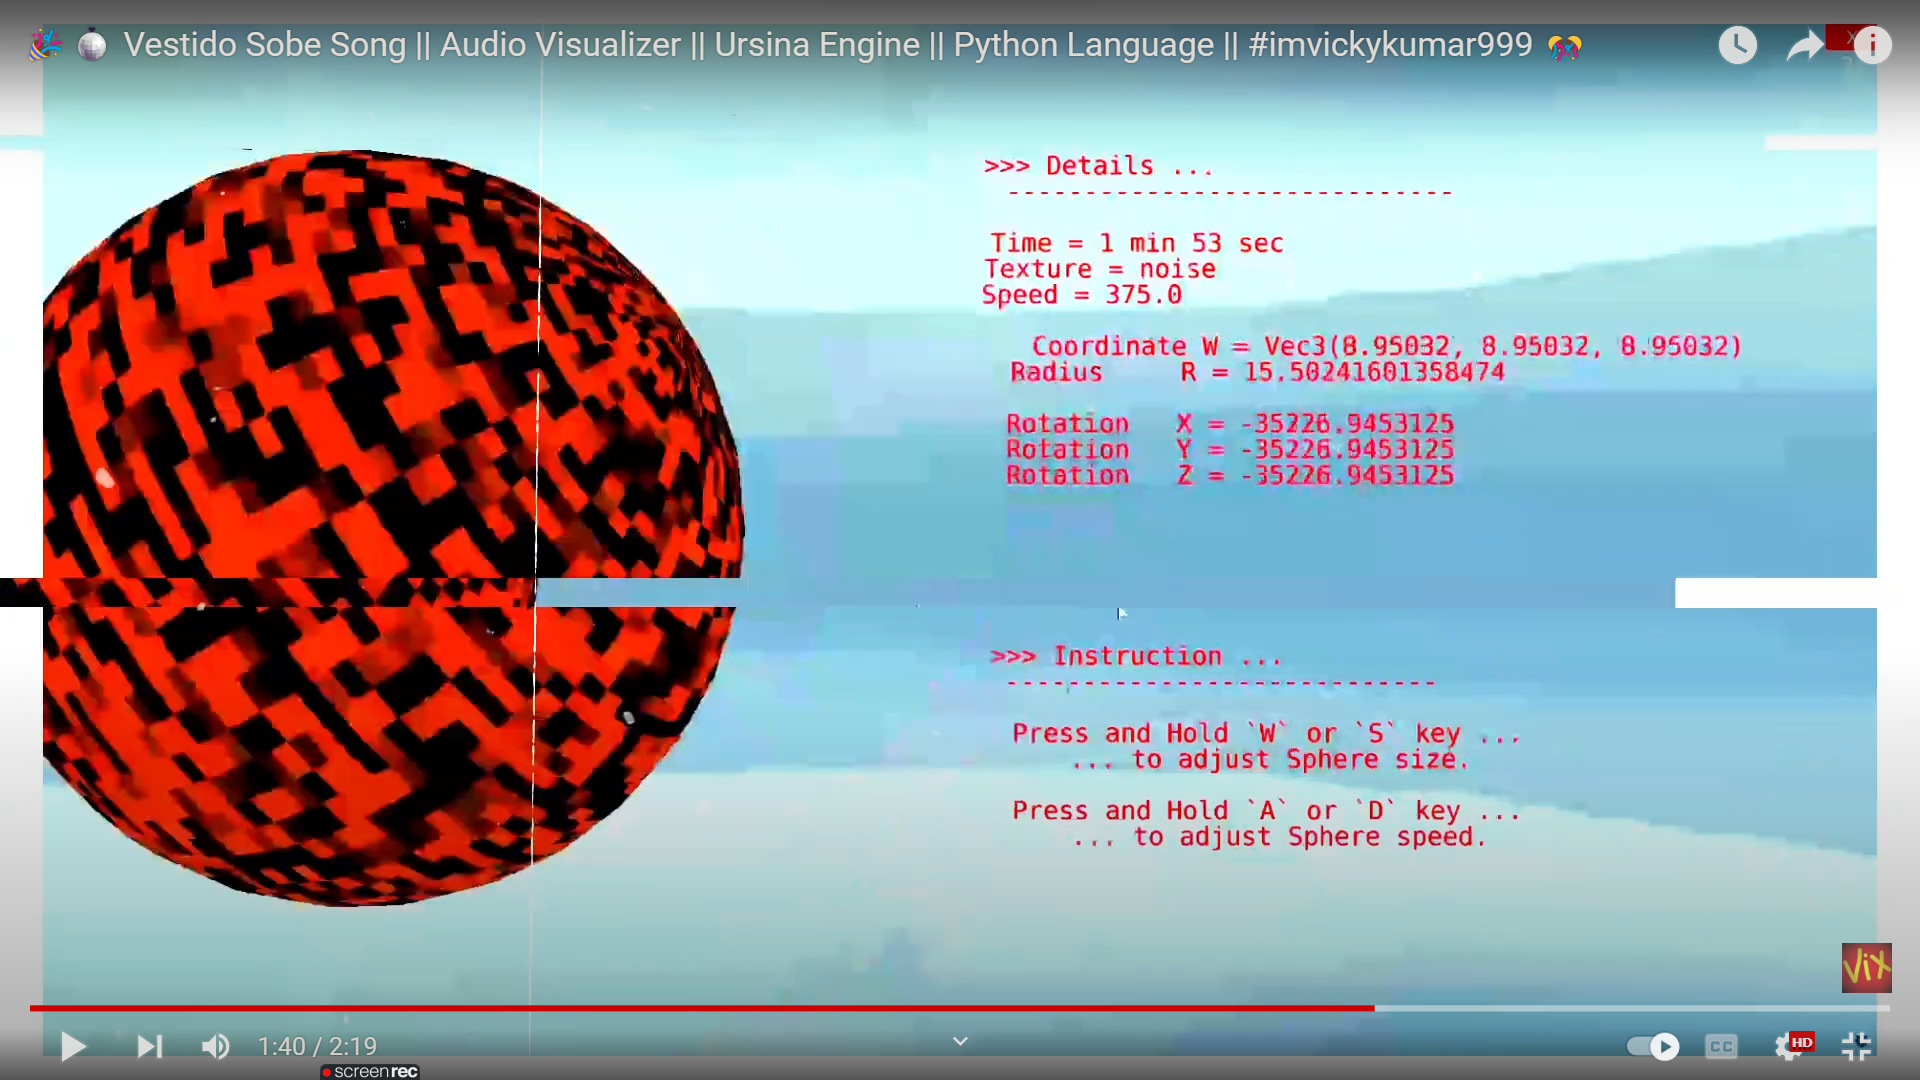 Vestido Sobe Song || Audio Visualizer || Ursina Engine || Python Language || #imvickykumar999
>>> Details ...
-----------------------------
Time = 1 min 53 sec
Texture = noise
Speed = 375.0
Coordinate W = Vec3(8.95032, 8.95032, 8.95032)
Radius R = 15.50241601358474
Rotation X = -35226.9453125
Rotation Y = -35226.9453125
Rotation Z = -35226.9453125
>>> Instruction ...
----------------------------
Press and Hold `W` or `S` key ...
... to adjust Sphere size.
Press and Hold `A` or `D` key ...
... to adjust Sphere speed.
ViX
1:40 / 2:19
CC
HD
screenrec